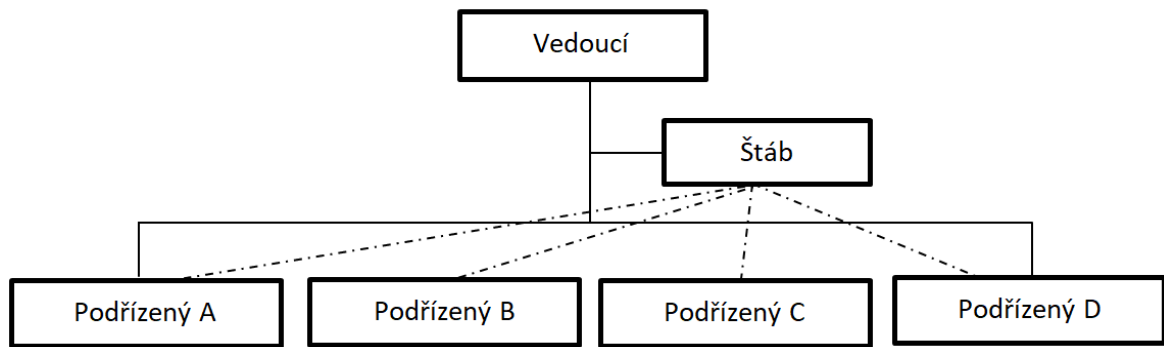 Vedoucí
Štáb
Podřízený A
Podřízený B
Podřízený C
Podřízený D